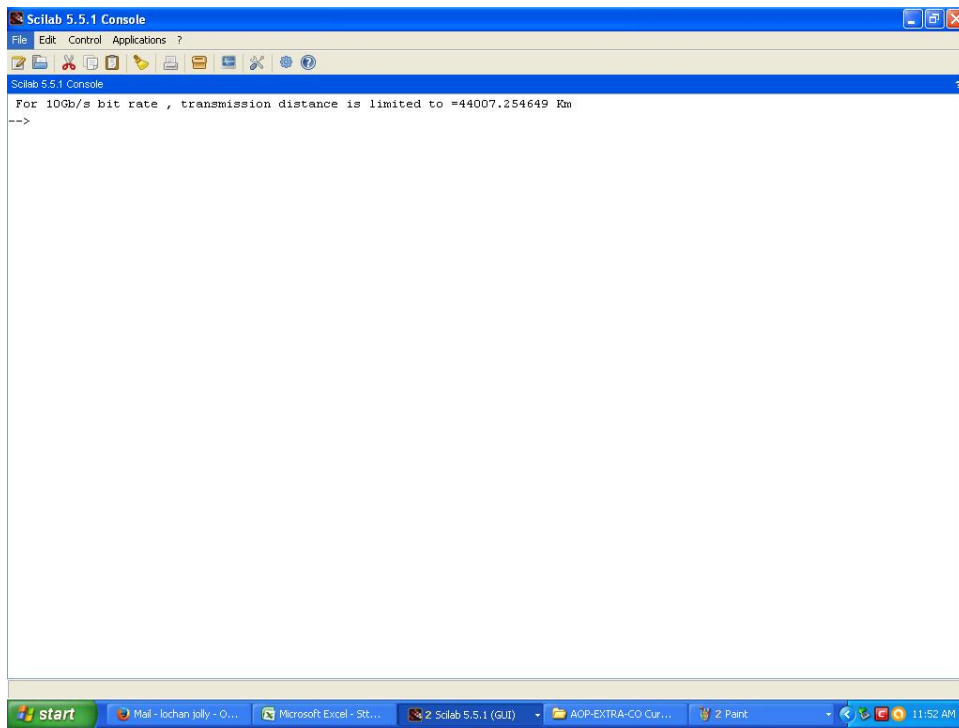 Scilab 5.5.1 Console
File Edit Control Applications ?
Scilab 5.5.1 Console ?
For 10Gb/s bit rate , transmission distance is limited to =44007.254649 Km
-->
start Mail - lochan jolly - O... Microsoft Excel - Stt... 2 Scilab 5.5.1 (GUI) AOP-EXTRA-CO Cur... 2 Paint 11:52 AM